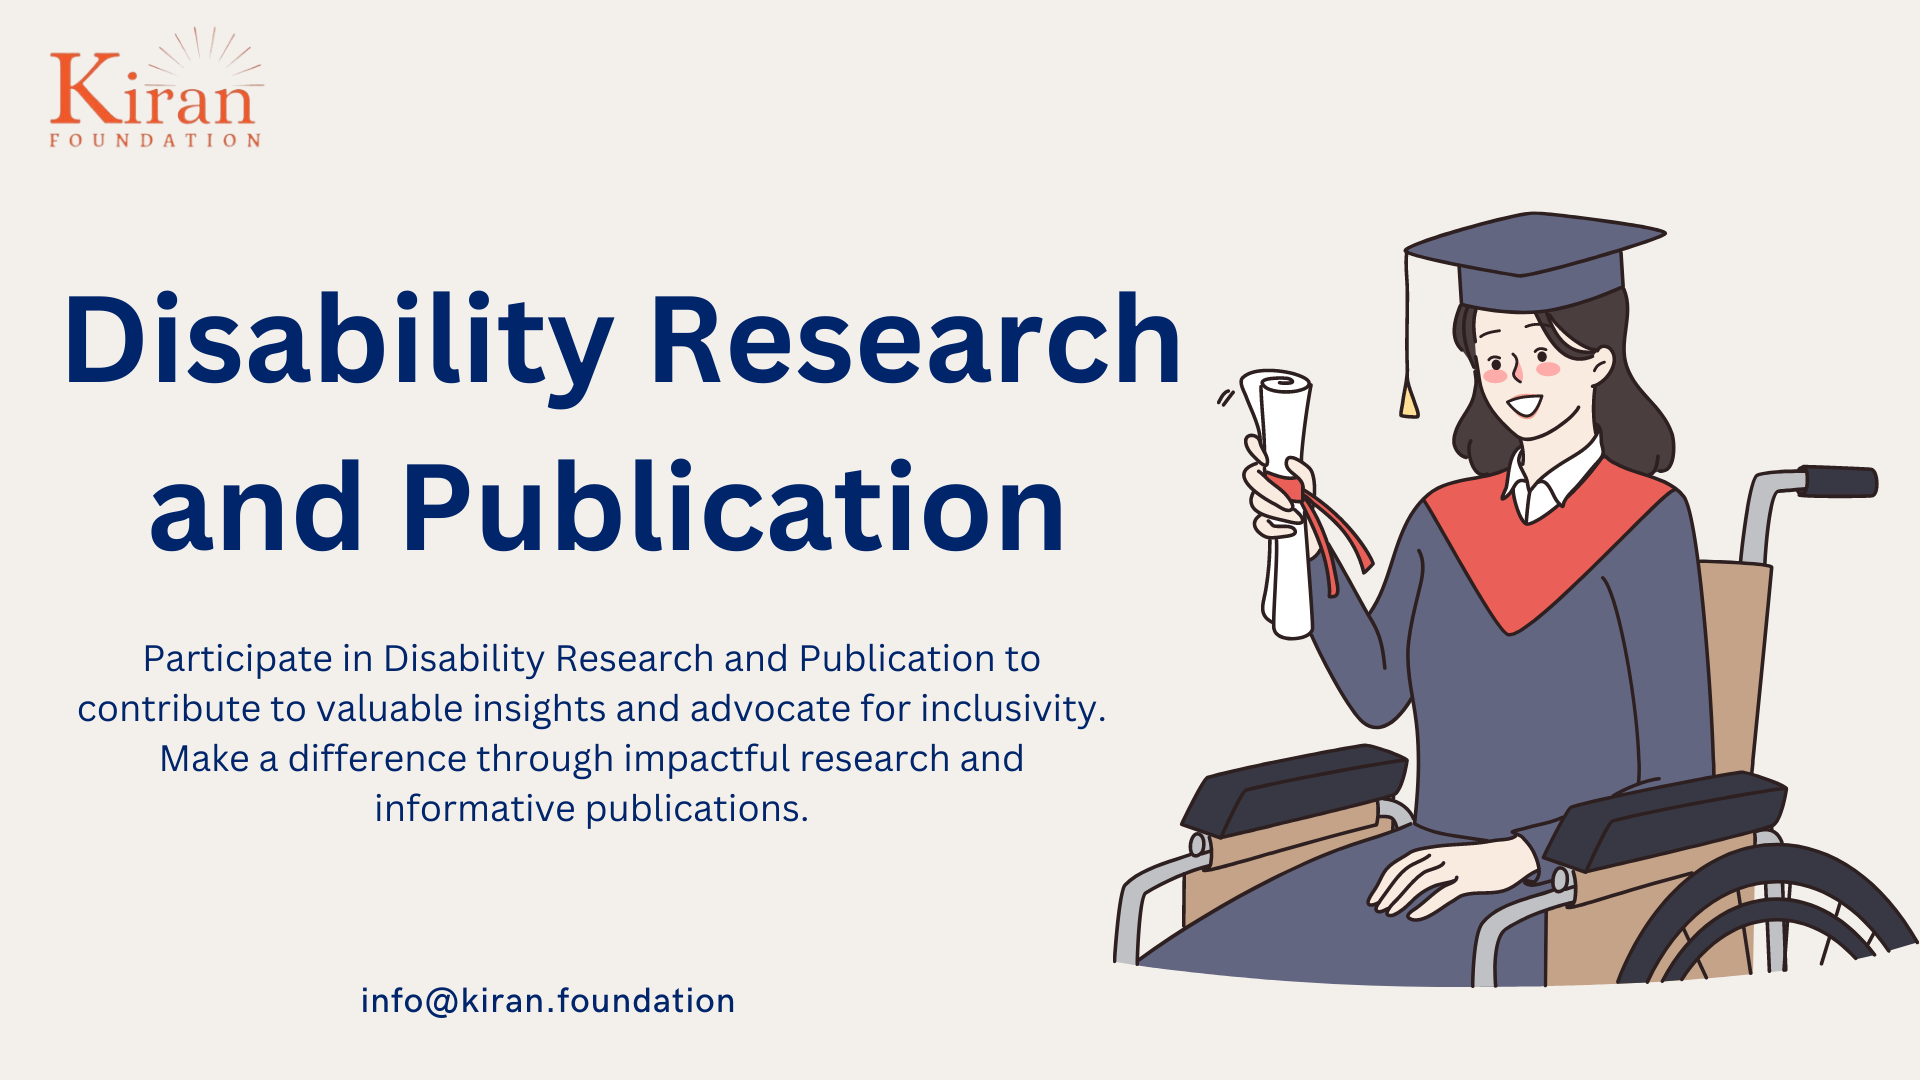 Kiran
FOUNDATION
Disability Research
and Publication
Participate in Disability Research and Publication to
contribute to valuable insights and advocate for inclusivity.
Make a difference through impactful research and
informative publications.
info@kiran.foundation